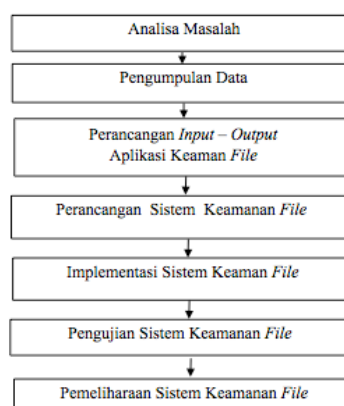 Analisa Masalah
Pengumpulan Data
Perancangan Input – Output
Aplikasi Keaman File
Perancangan Sistem Keamanan File
Implementasi Sistem Keaman File
Pengujian Sistem Keamanan File
Pemeliharaan Sistem Keamanan File